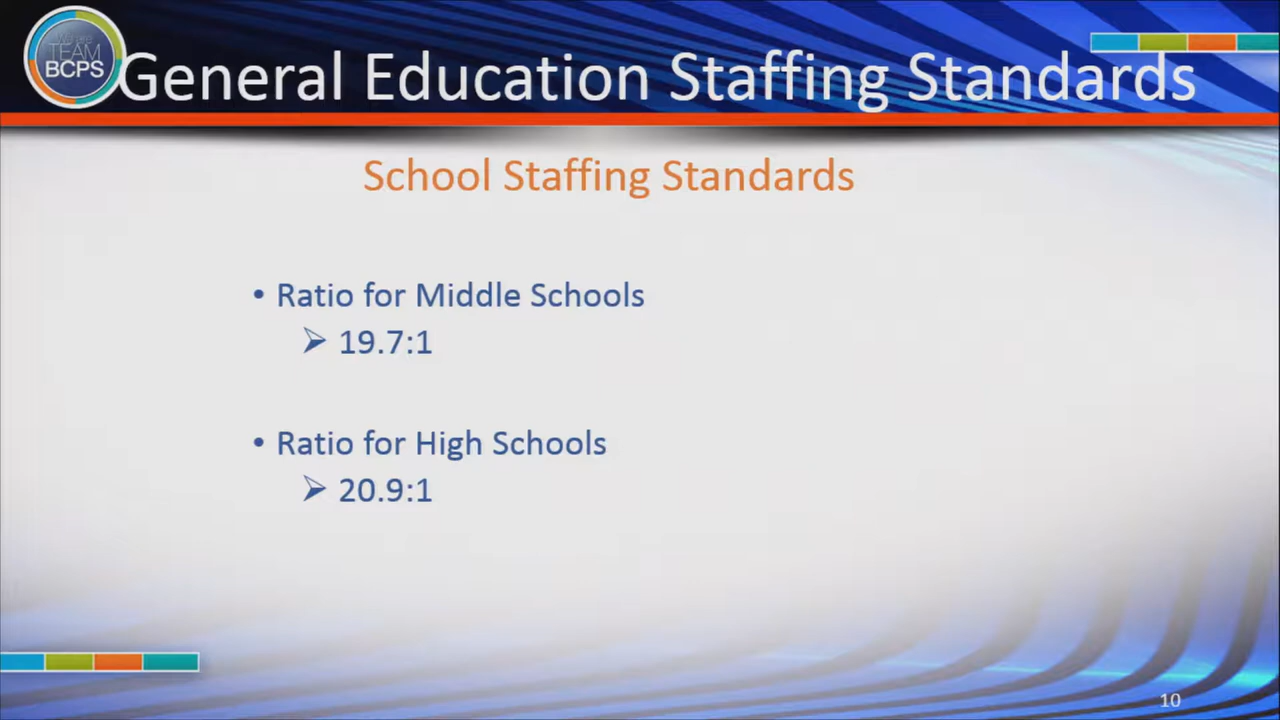 TEAM
BCPS
General Education Staffing Standards
School Staffing Standards
• Ratio for Middle Schools
➢ 19.7:1
• Ratio for High Schools
➢ 20.9:1
10